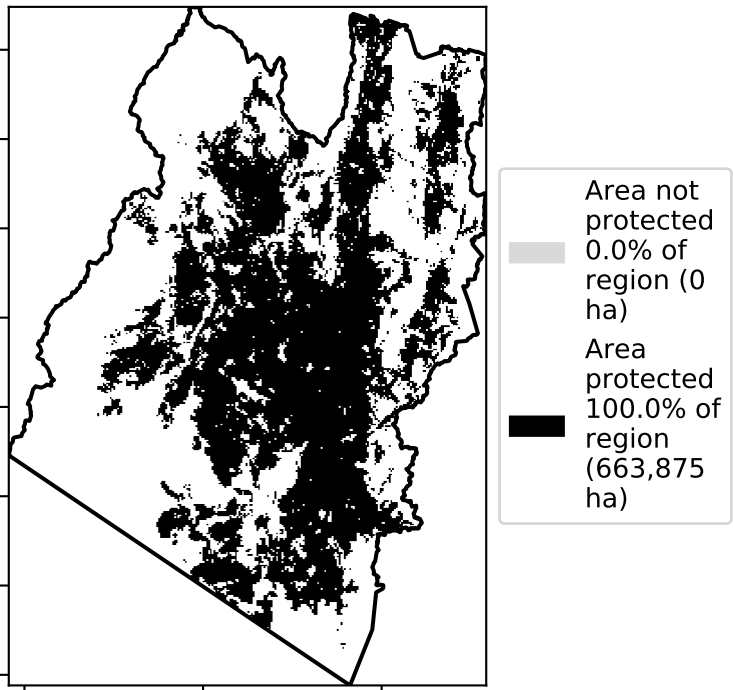 Area not
protected
0.0% of
region (0
ha)
Area
protected
100.0% of
region
(663,875
ha)